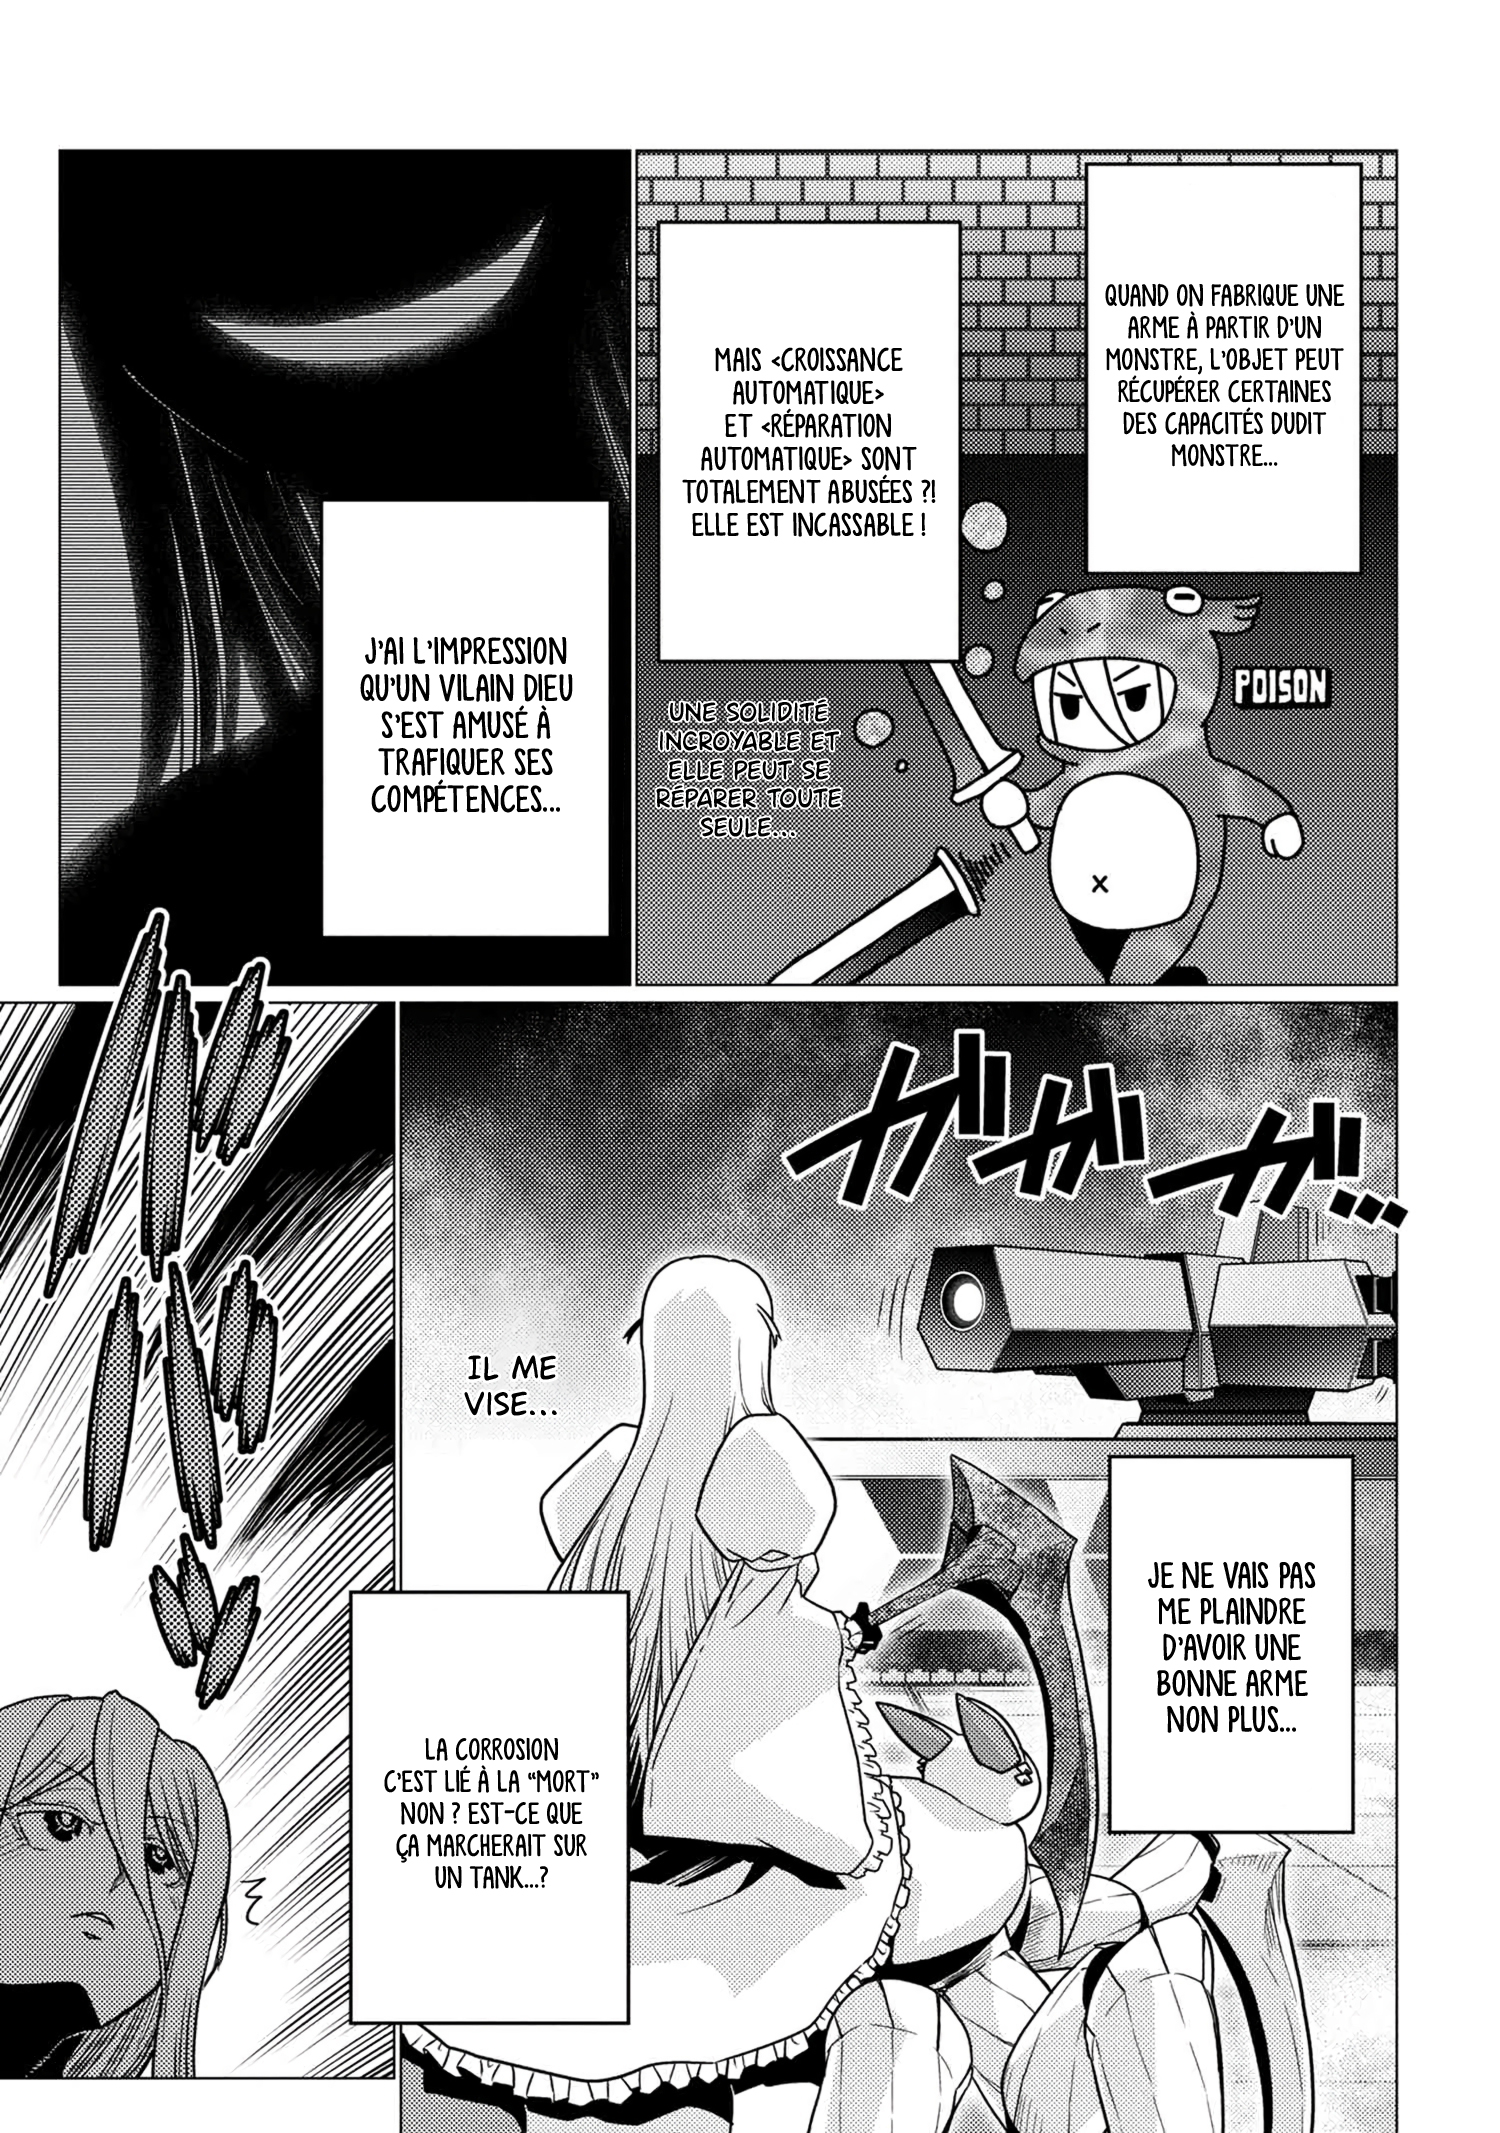 QUAND ON FABRIQUE UNE
ARME À PARTIR D'UN
MONSTRE, L'OBJET PEUT
RÉCUPÉRER CERTAINES
DES CAPACITÉS DUDIT
MONSTRE...
MAIS <CROISSANCE
AUTOMATIQUE>
ET <RÉPARATION
AUTOMATIQUE> SONT
TOTALEMENT ABUSÉES ?!
ELLE EST INCASSABLE !
POISON
UNE SOLIDITÉ
INCROYABLE ET
ELLE PEUT SE
RÉPARER TOUTE
SEULE...
J'AI L'IMPRESSION
QU'UN VILAIN DIEU
S'EST AMUSÉ À
TRAFIQUER SES
COMPÉTENCES...
ガガガ...
IL ME
VISE...
JE NE VAIS PAS
ME PLAINDRE
D'AVOIR UNE
BONNE ARME
NON PLUS...
LA CORROSION
C'EST LIÉ À LA "MORT"
NON ? EST-CE QUE
ÇA MARCHERAIT SUR
UN TANK...?